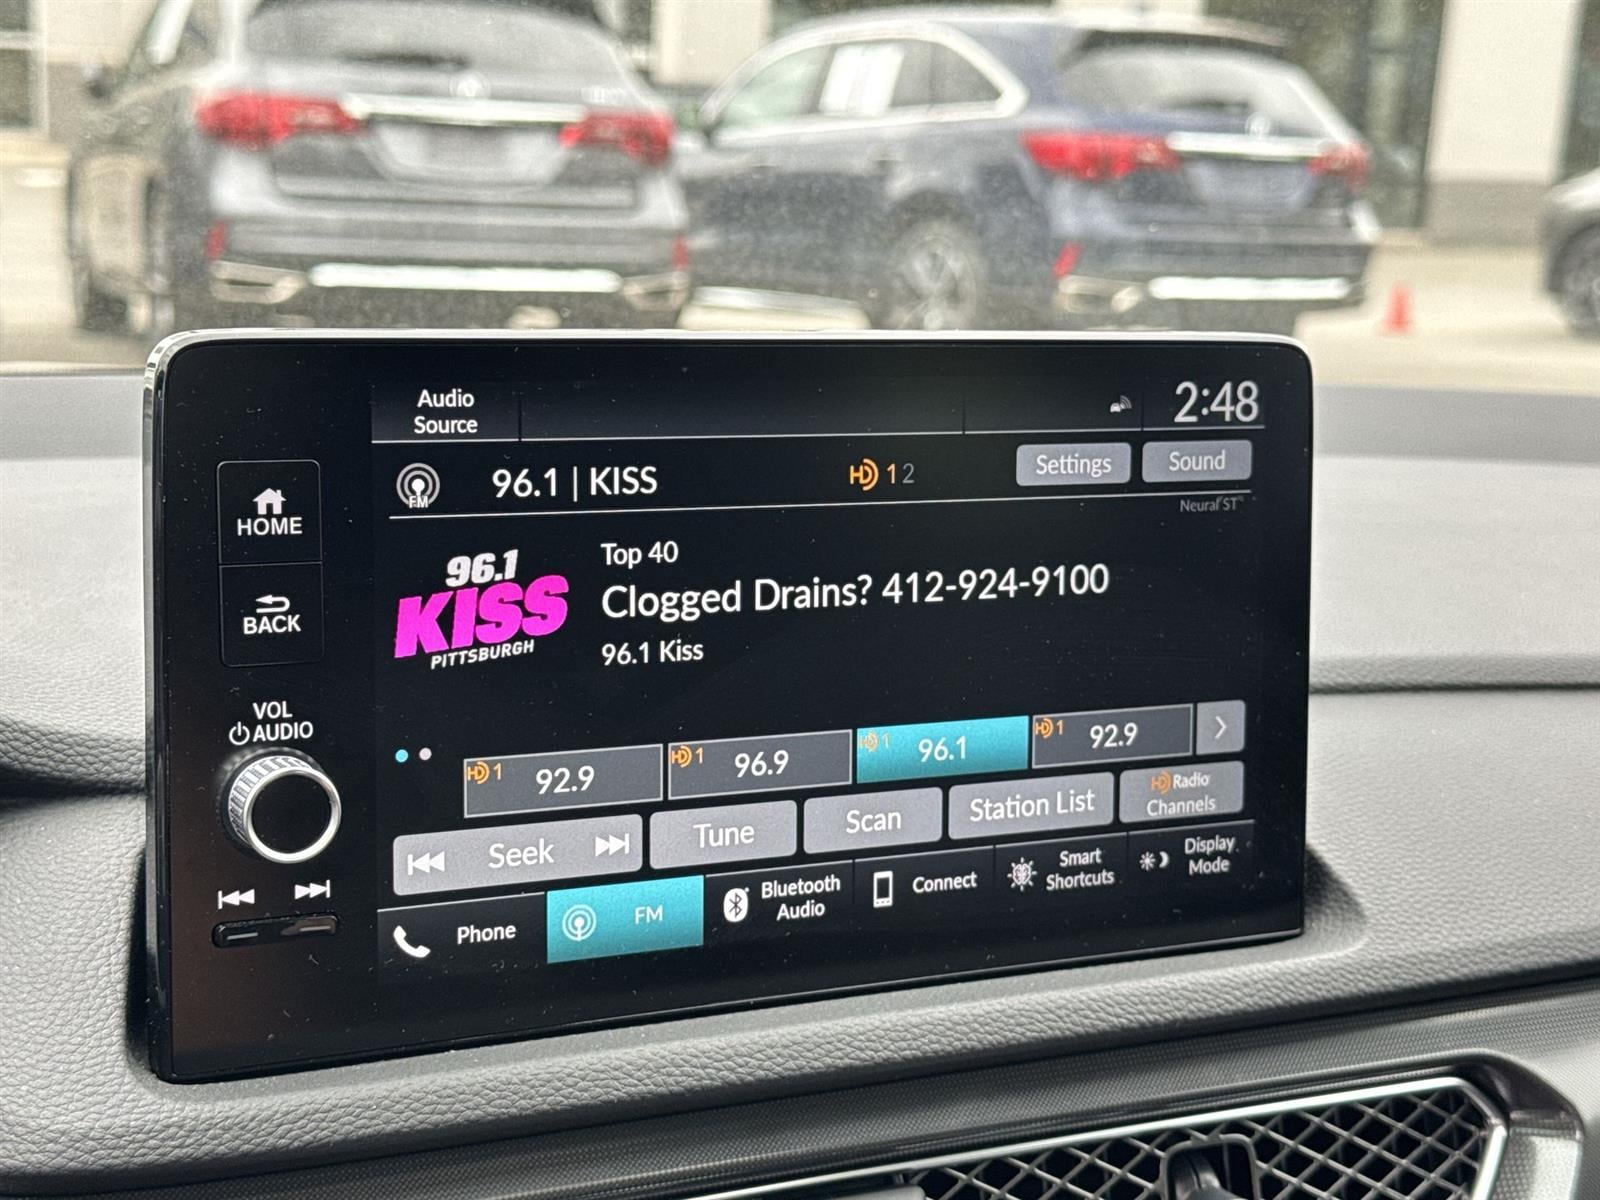 Audio
Source
2:48
FM
96.1 | KISS
HD 1 2
Settings
Sound
Neural ST
HOME
BACK
96.1
KISS
PITTSBURGH
Top 40
Clogged Drains? 412-924-9100
96.1 Kiss
VOL
AUDIO
HD 1 92.9
HD 1 96.9
HD 1 96.1
HD 1 92.9
Seek
Tune
Scan
Station List
HD Radio
Channels
Phone
FM
Bluetooth
Audio
Connect
Smart
Shortcuts
Display
Mode